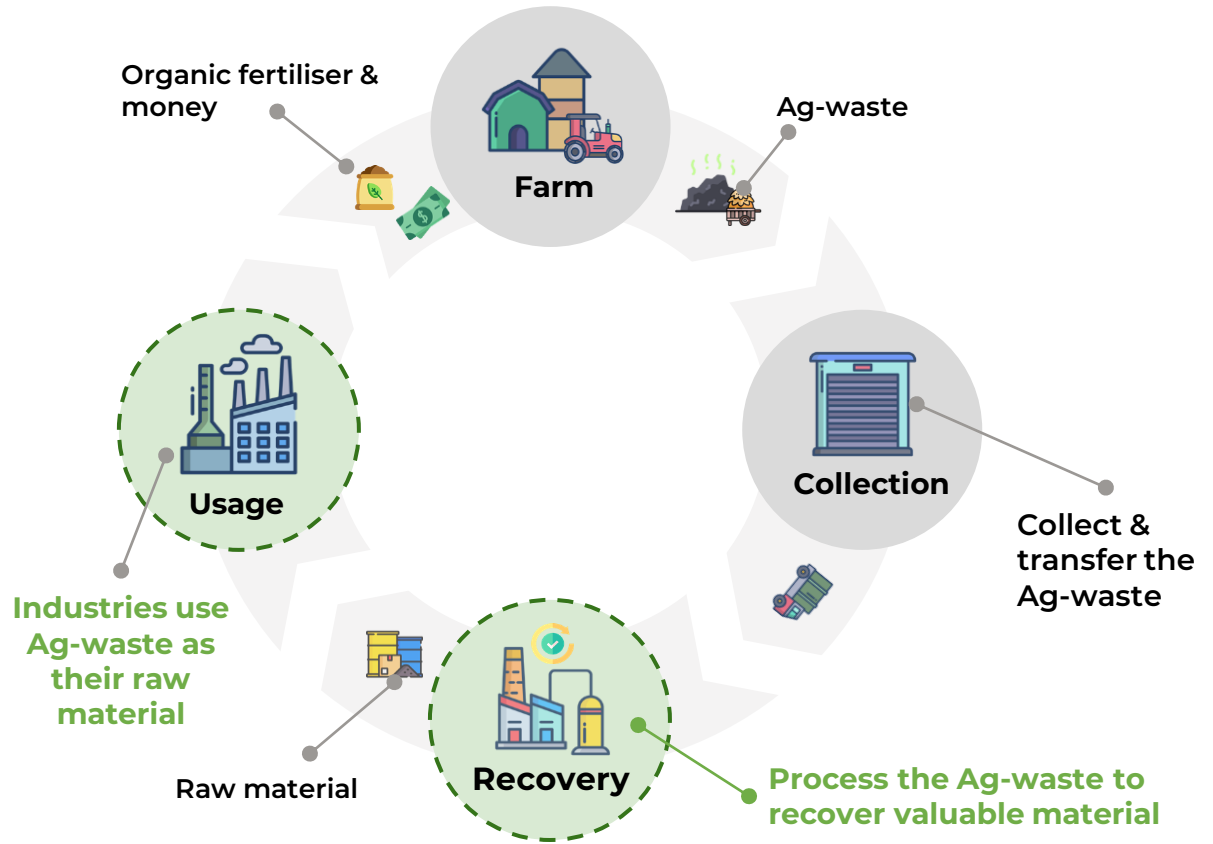 Organic fertiliser &
money
Farm
Ag-waste
Collection
Collect &
transfer the
Ag-waste
Usage
Industries use
Ag-waste as
their raw
material
Raw material
Recovery
Process the Ag-waste to
recover valuable material